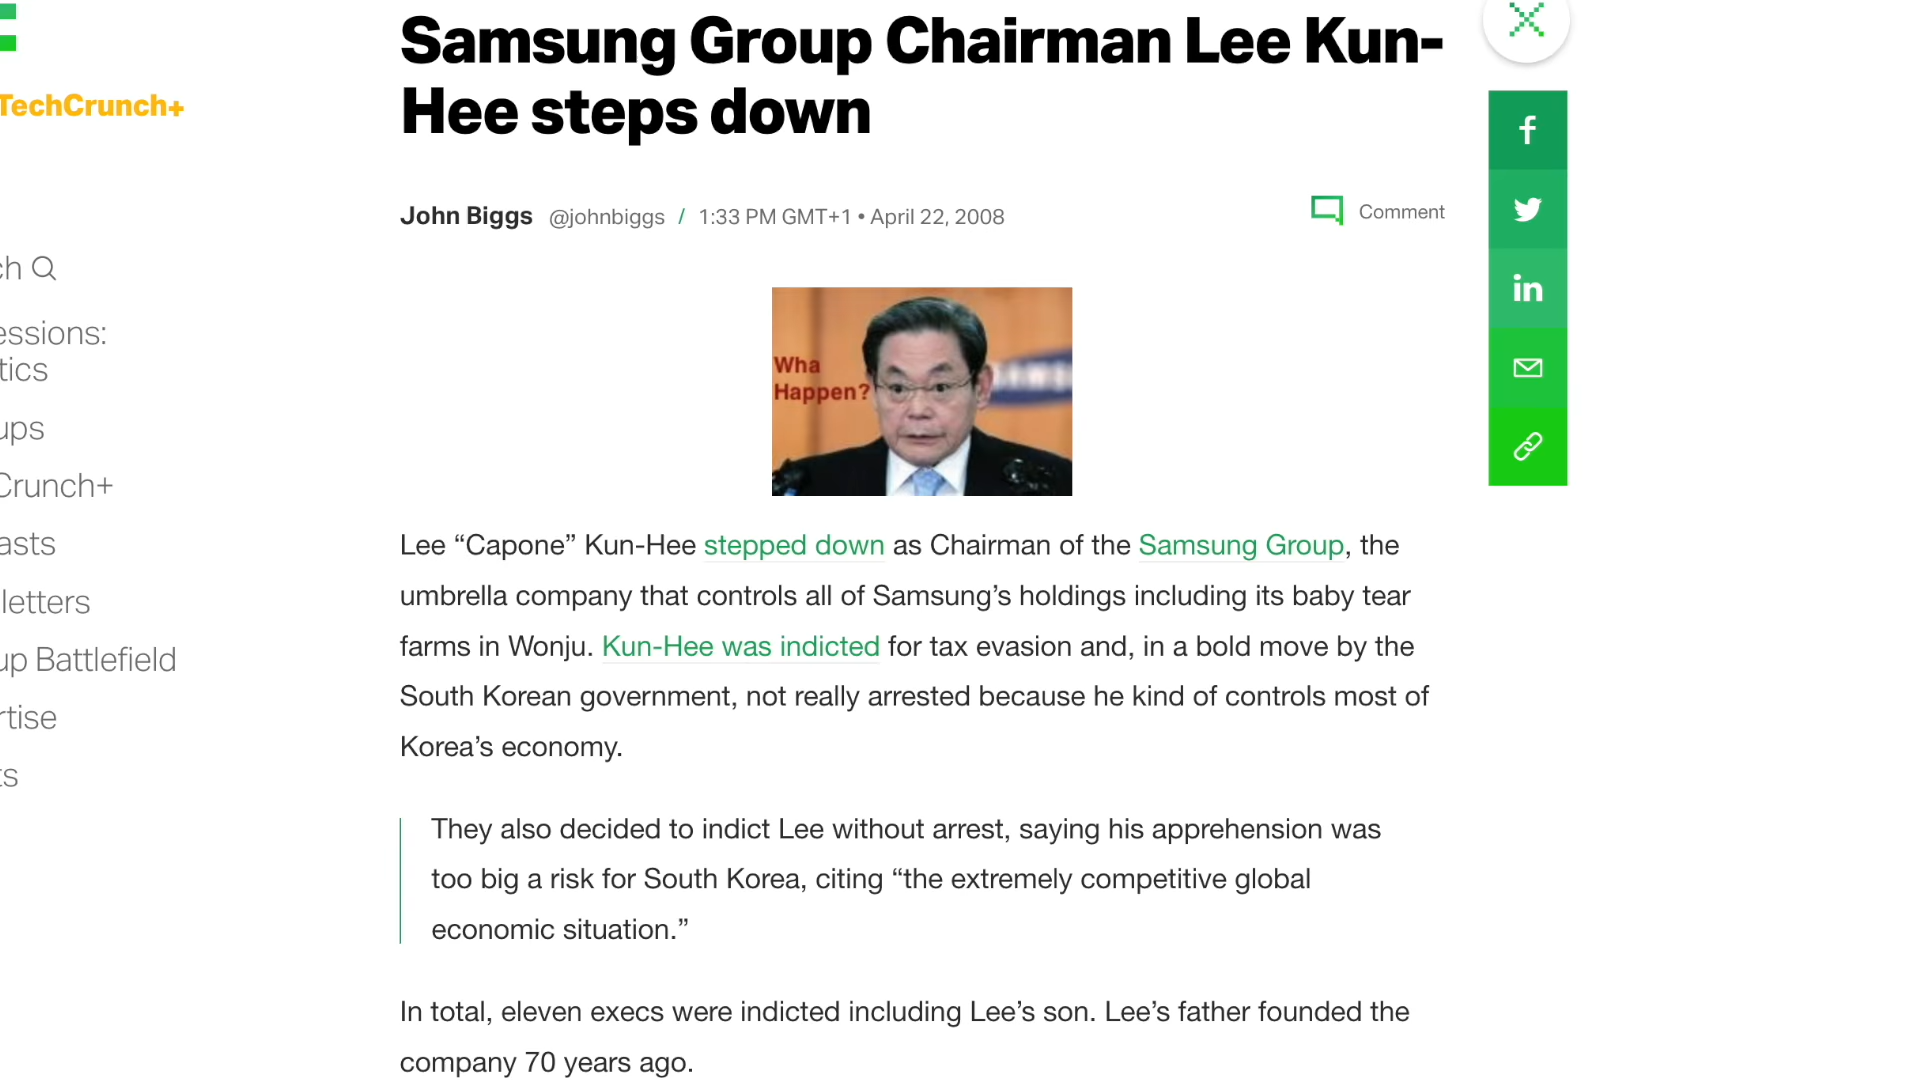 Samsung Group Chairman Lee Kun-
Hee steps down
TechCrunch+
John Biggs @johnbiggs / 1:33 PM GMT+1 • April 22, 2008
Comment
ch
essions:
tics
ups
Crunch+
asts
letters
up Battlefield
rtise
ts
Wha
Happen?
f
in
Lee “Capone” Kun-Hee stepped down as Chairman of the Samsung Group, the
umbrella company that controls all of Samsung’s holdings including its baby tear
farms in Wonju. Kun-Hee was indicted for tax evasion and, in a bold move by the
South Korean government, not really arrested because he kind of controls most of
Korea’s economy.
They also decided to indict Lee without arrest, saying his apprehension was
too big a risk for South Korea, citing “the extremely competitive global
economic situation.”
In total, eleven execs were indicted including Lee’s son. Lee’s father founded the
company 70 years ago.